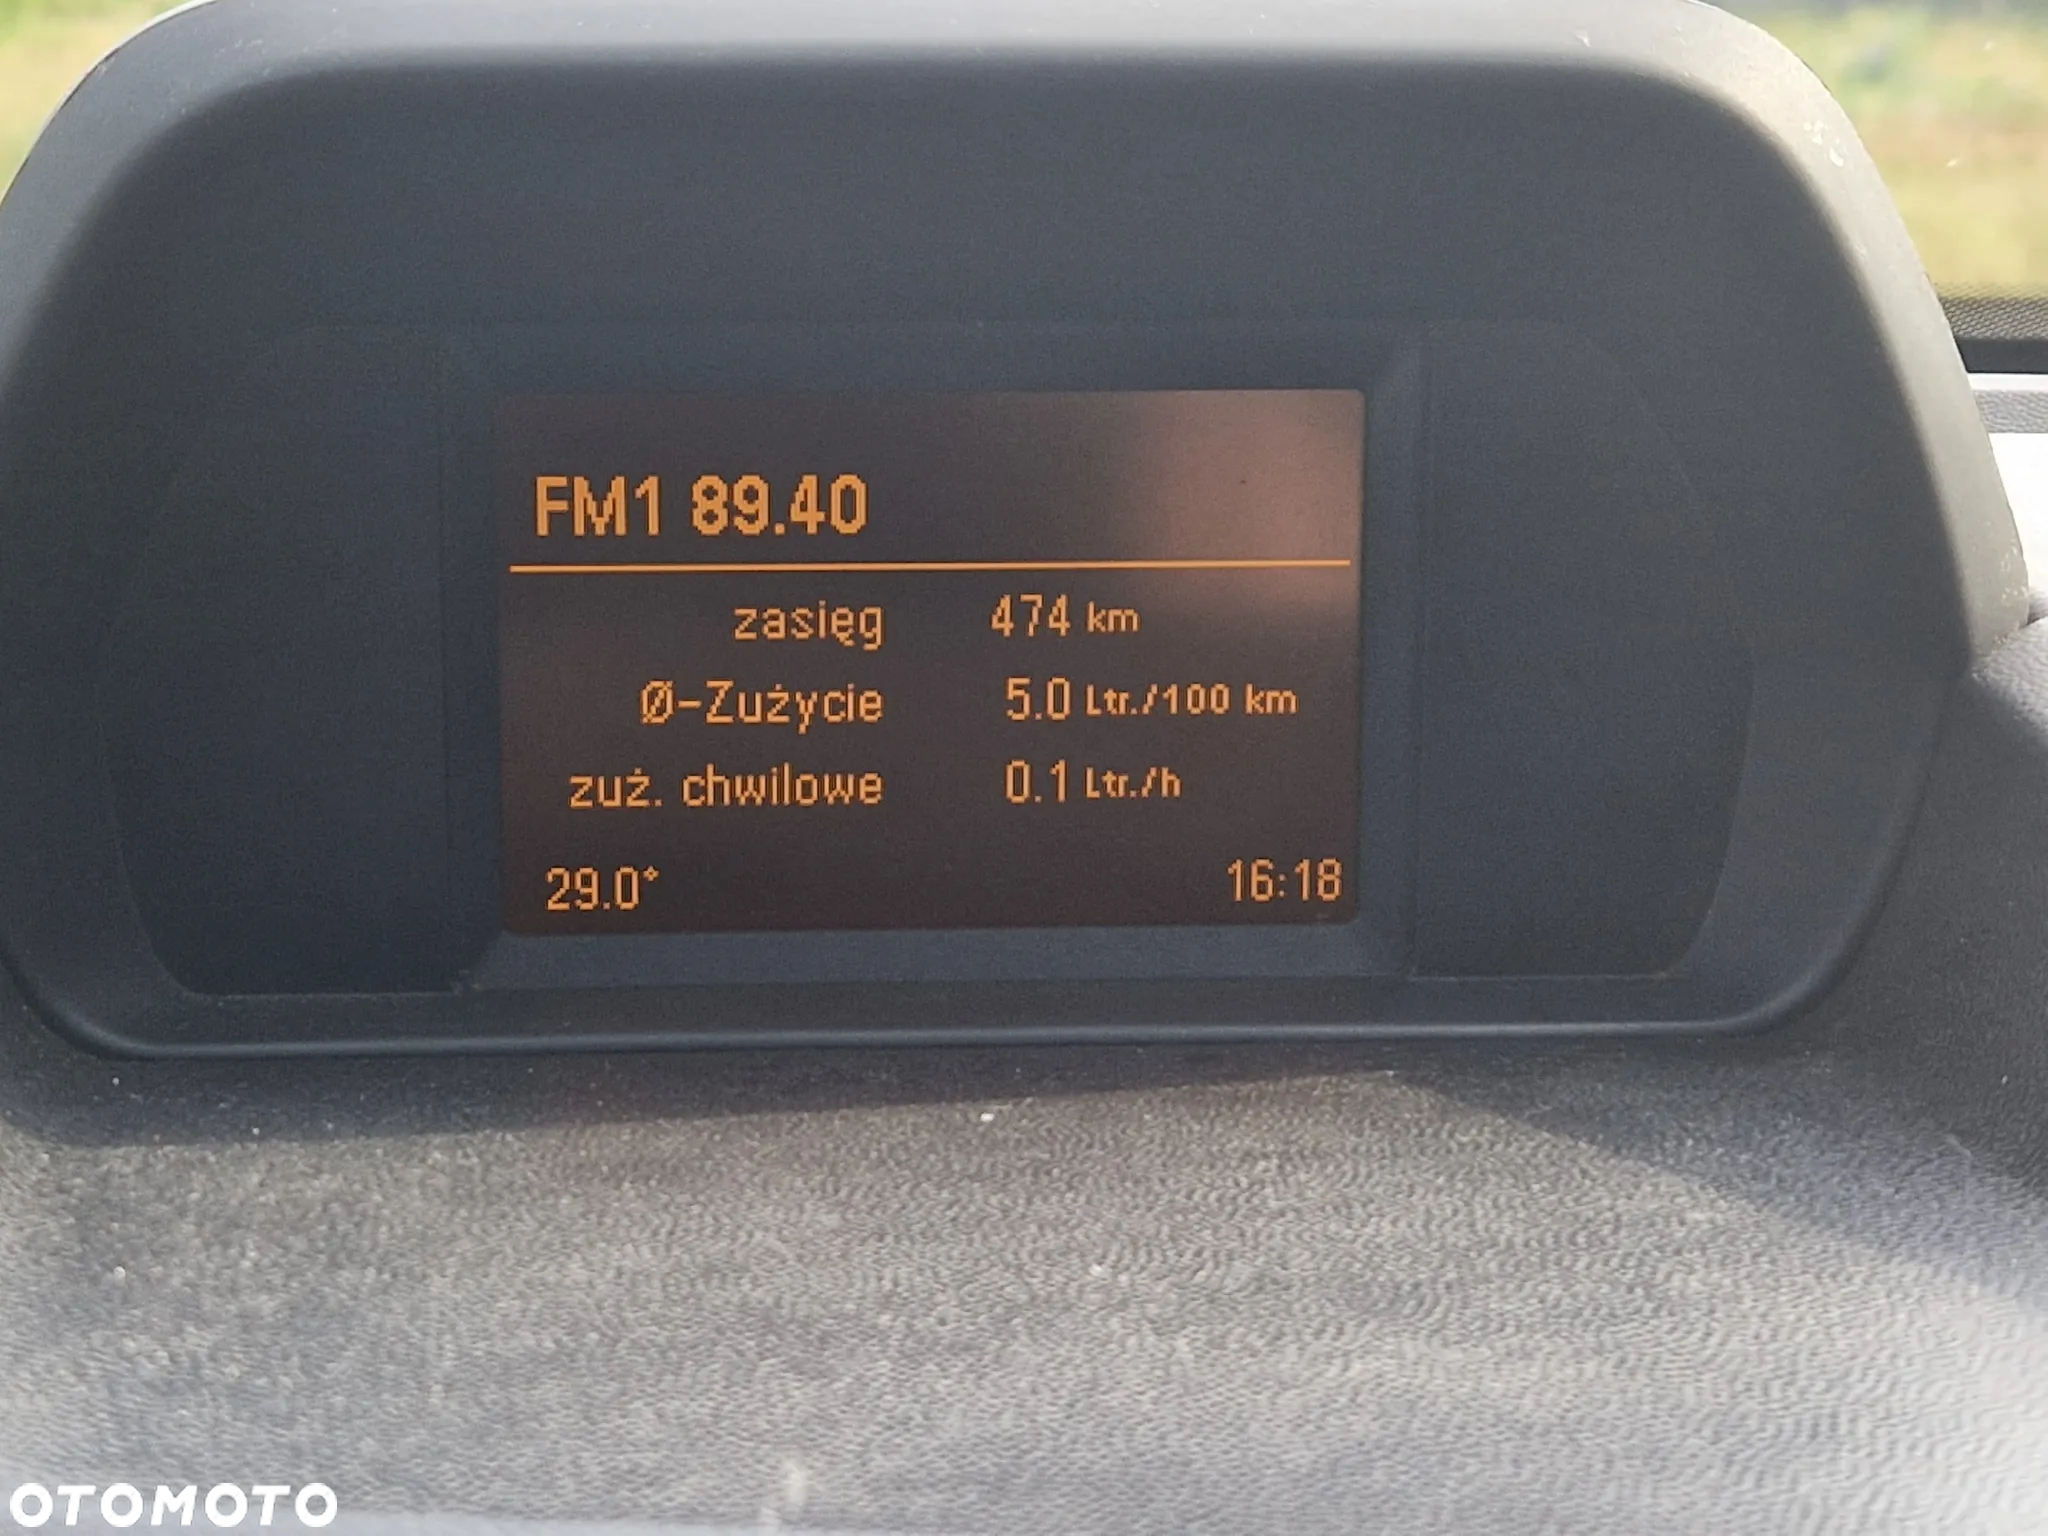 FM1 89.40
zasięg 474 km
Ø-Zużycie 5.0 Ltr./100 km
zuż. chwilowe 0.1 Ltr./h
29.0° 16:18
OTOMOTO